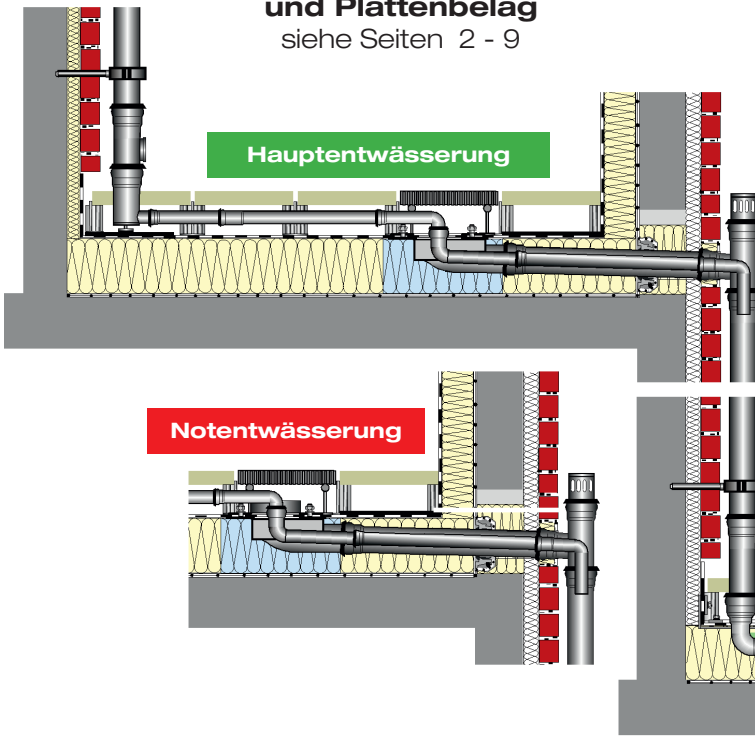 und Plattenbelag
siehe Seiten 2 - 9
Hauptentwässerung
Notentwässerung